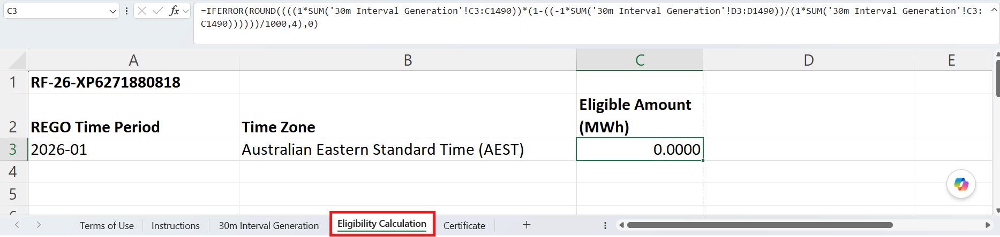 C3
fx
=IFERROR(ROUND((((1*SUM('30m Interval Generation'!C3:C1490))*(1-((-1*SUM('30m Interval Generation'!D3:D1490))/(1*SUM('30m Interval Generation'!C3:
C1490))))))/1000,4),0)
A B C D E
1 RF-26-XP6271880818
Eligible Amount
2 REGO Time Period Time Zone (MWh)
3 2026-01 Australian Eastern Standard Time (AEST) 0.0000
4
5
6
Terms of Use Instructions 30m Interval Generation Eligibility Calculation Certificate